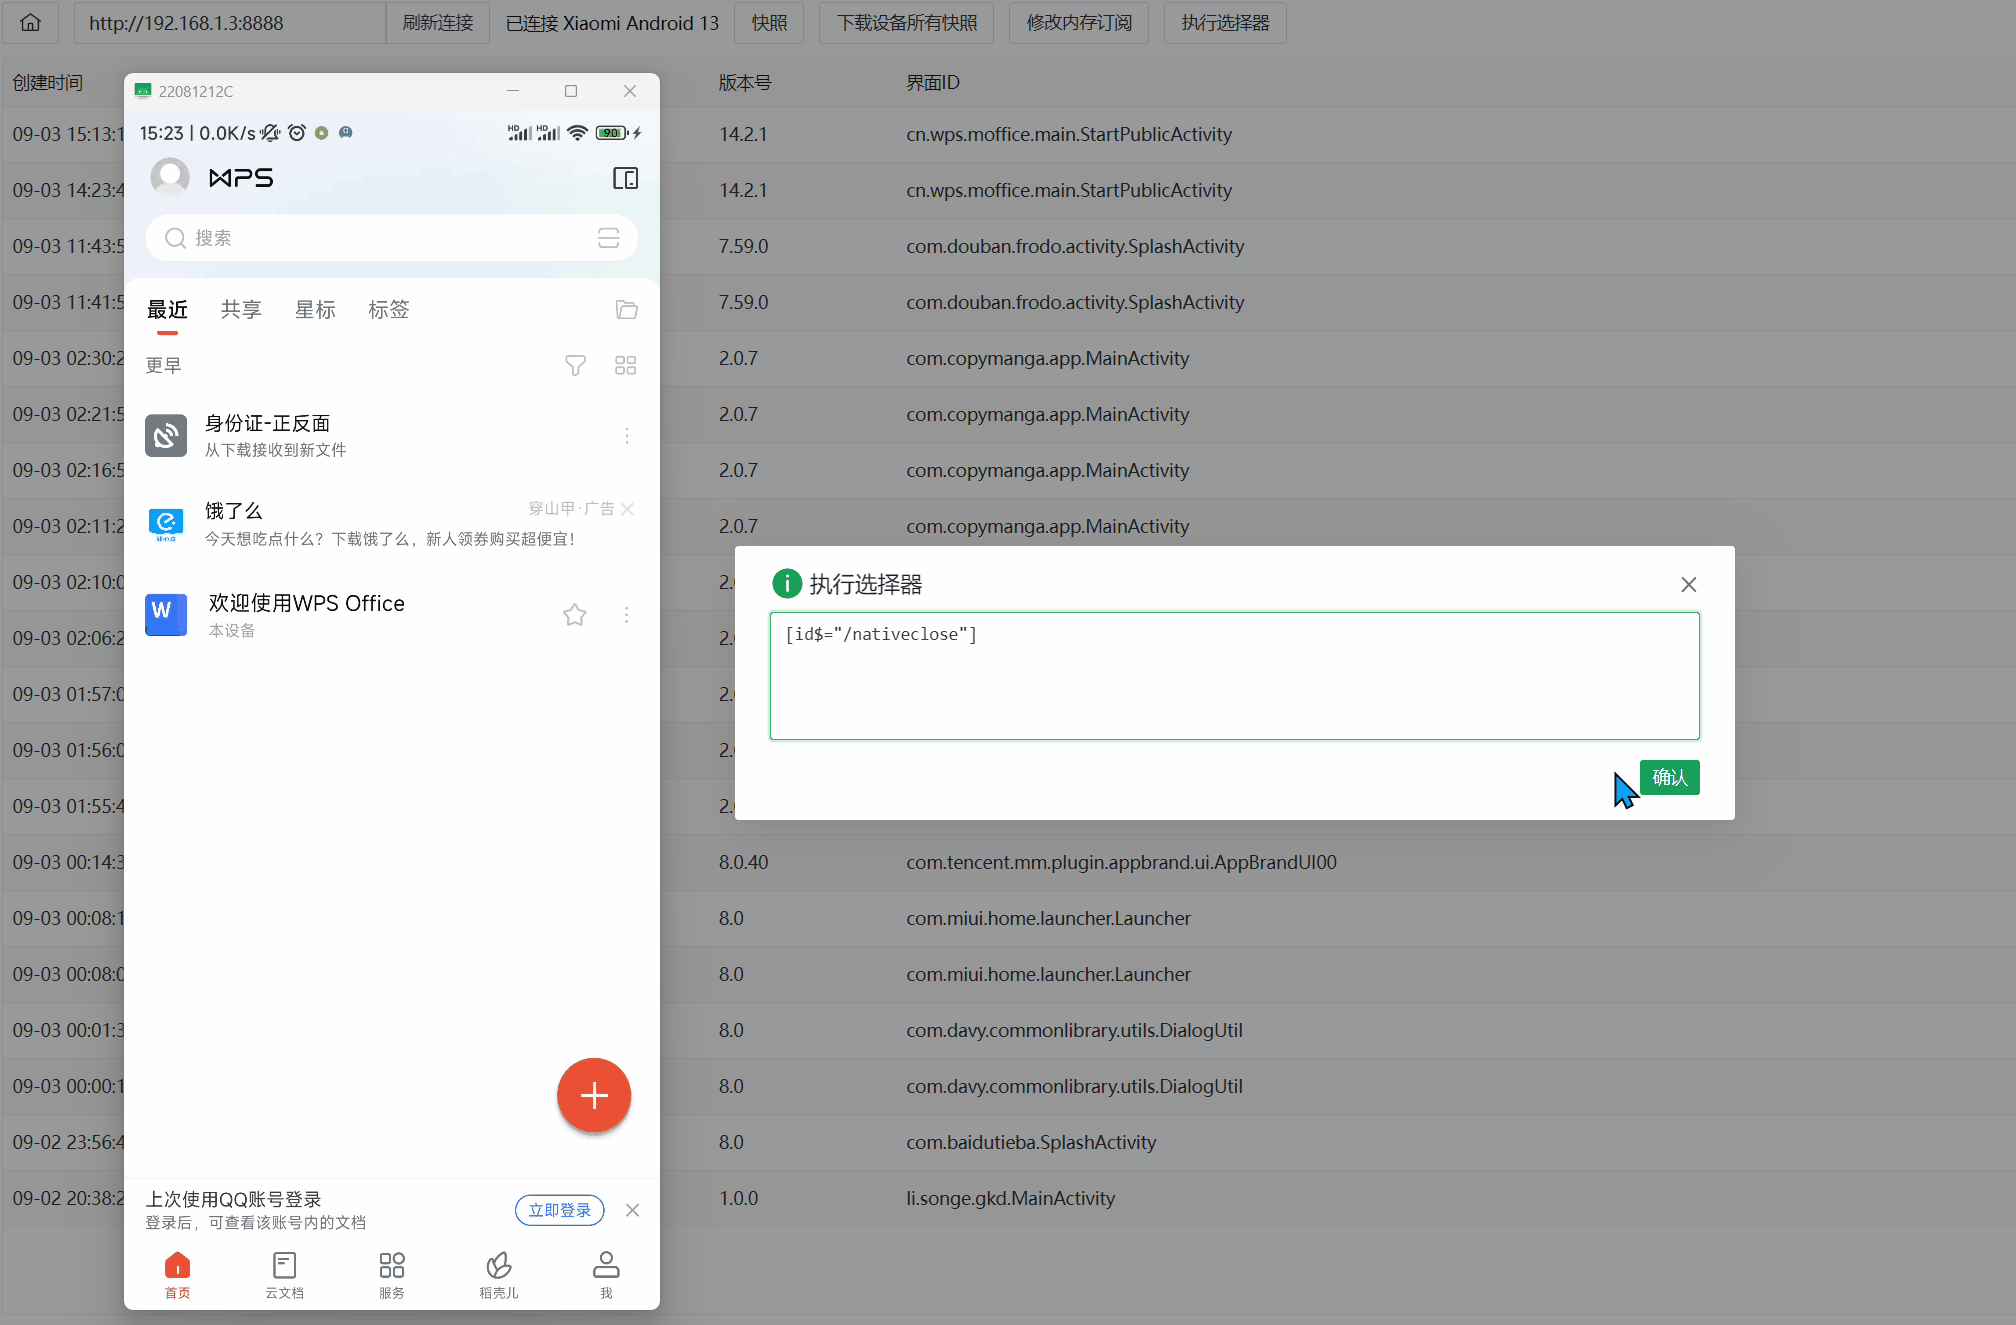 http://192.168.1.3:8888 刷新连接 已连接 Xiaomi Android 13 快照 下载设备所有快照 修改内存订阅 执行选择器
创建时间 版本号 界面ID
09-03 15:13:1 14.2.1 cn.wps.moffice.main.StartPublicActivity
09-03 14:23:4 14.2.1 cn.wps.moffice.main.StartPublicActivity
09-03 11:43:5 7.59.0 com.douban.frodo.activity.SplashActivity
09-03 11:41:5 7.59.0 com.douban.frodo.activity.SplashActivity
09-03 02:30:2 2.0.7 com.copymanga.app.MainActivity
09-03 02:21:5 2.0.7 com.copymanga.app.MainActivity
09-03 02:16:5 2.0.7 com.copymanga.app.MainActivity
09-03 02:11:2 2.0.7 com.copymanga.app.MainActivity
09-03 02:10:0 2.
09-03 02:06:2 2.
09-03 01:57:0 2.
09-03 01:56:0 2.
09-03 01:55:4 2.
09-03 00:14:3 8.0.40 com.tencent.mm.plugin.appbrand.ui.AppBrandUI00
09-03 00:08:1 8.0 com.miui.home.launcher.Launcher
09-03 00:08:0 8.0 com.miui.home.launcher.Launcher
09-03 00:01:3 8.0 com.davy.commonlibrary.utils.DialogUtil
09-03 00:00:1 8.0 com.davy.commonlibrary.utils.DialogUtil
09-02 23:56:4 8.0 com.baidutieba.SplashActivity
09-02 20:38:2 1.0.0 li.songe.gkd.MainActivity
22081212C
15:23 | 0.0K/s HD HD 90
WPS
搜索
最近 共享 星标 标签
更早
身份证-正反面
从下载接收到新文件
饿了么 穿山甲·广告
今天想吃点什么？下载饿了么，新人领券购买超便宜！
W 欢迎使用WPS Office
本设备
上次使用QQ账号登录
登录后，可查看该账号内的文档
立即登录
首页 云文档 服务 稻壳儿 我
执行选择器
[id$="/nativeclose"]
确认